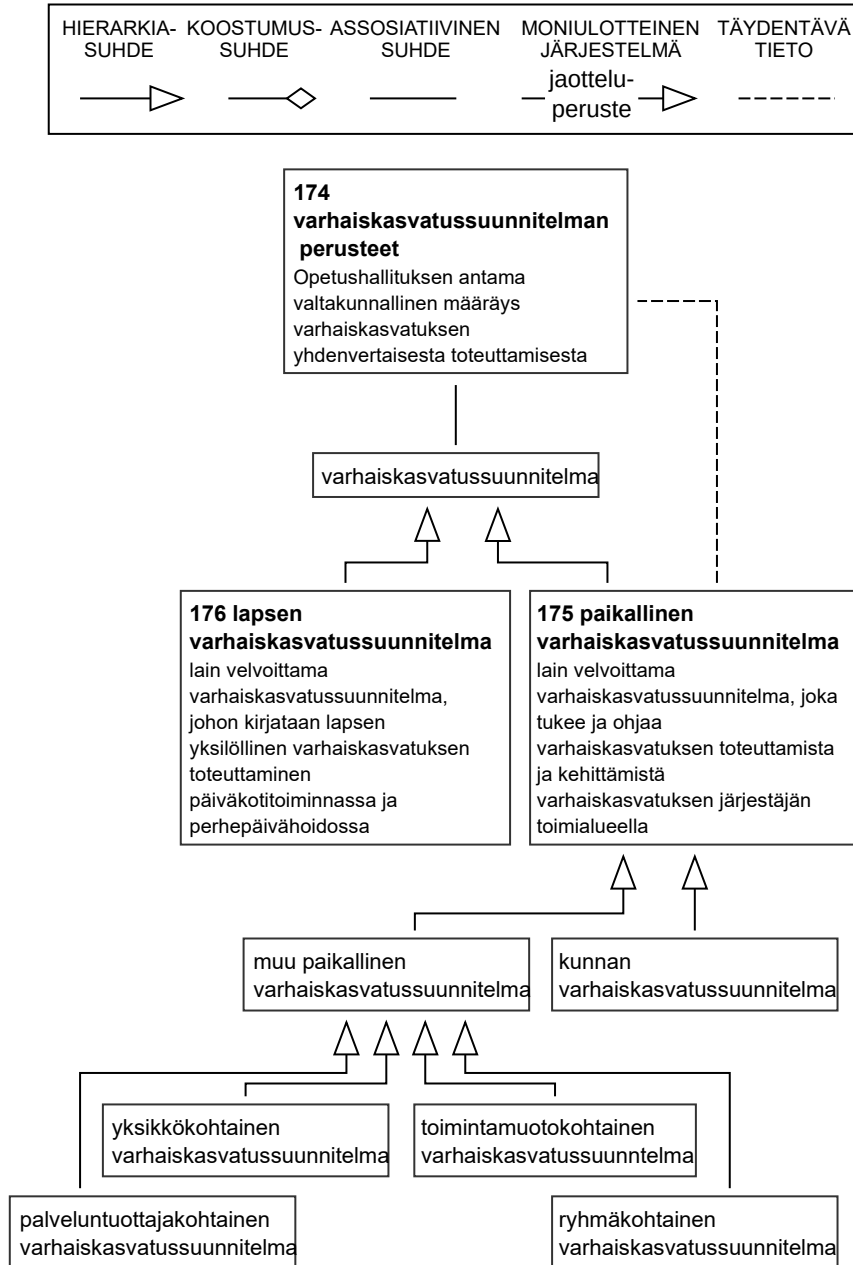 HIERARKIA-
SUHDE
KOOSTUMUS-
SUHDE
ASSOSIATIIVINEN
SUHDE
MONIULOTTEINEN
JÄRJESTELMÄ
TÄYDENTÄVÄ
TIETO
jaottelu-
peruste
174
varhaiskasvatussuunnitelman
perusteet
Opetushallituksen antama
valtakunnallinen määräys
varhaiskasvatuksen
yhdenvertaisesta toteuttamisesta
varhaiskasvatussuunnitelma
176 lapsen
varhaiskasvatussuunnitelma
lain velvoittama
varhaiskasvatussuunnitelma,
johon kirjataan lapsen
yksilöllinen varhaiskasvatuksen
toteuttaminen
päiväkotitoiminnassa ja
perhepäivähoidossa
175 paikallinen
varhaiskasvatussuunnitelma
lain velvoittama
varhaiskasvatussuunnitelma, joka
tukee ja ohjaa
varhaiskasvatuksen toteuttamista
ja kehittämistä
varhaiskasvatuksen järjestäjän
toimialueella
muu paikallinen
varhaiskasvatussuunnitelma
kunnan
varhaiskasvatussuunnitelma
yksikkökohtainen
varhaiskasvatussuunnitelma
toimintamuotokohtainen
varhaiskasvatussuunntelma
palveluntuottajakohtainen
varhaiskasvatussuunnitelma
ryhmäkohtainen
varhaiskasvatussuunnitelma